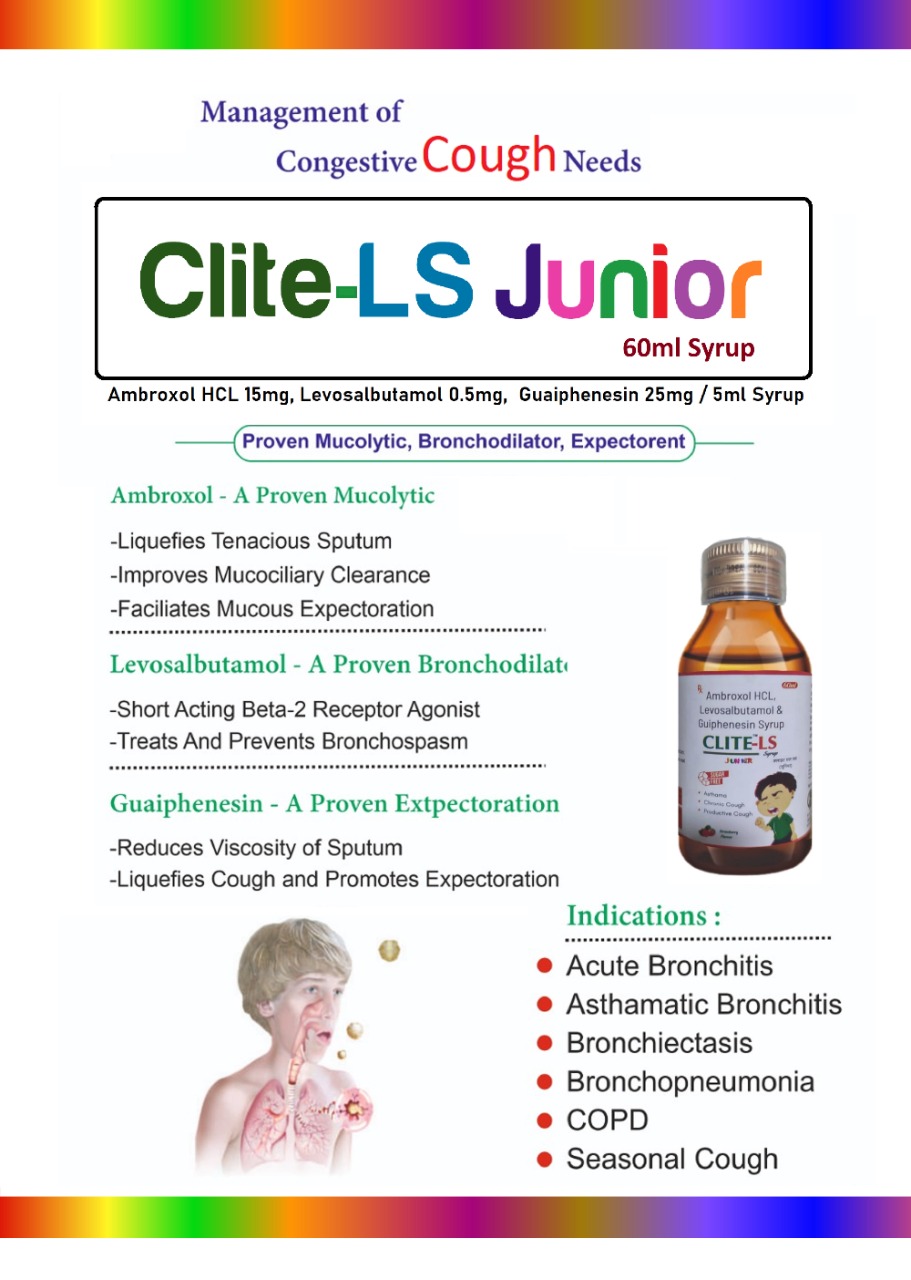 Management of
Congestive Cough Needs
Clite-LS Junior
60ml Syrup
Ambroxol HCL 15mg, Levosalbutamol 0.5mg, Guaiphenesin 25mg / 5ml Syrup
Proven Mucolytic, Bronchodilator, Expectorent
Ambroxol - A Proven Mucolytic
-Liquefies Tenacious Sputum
-Improves Mucociliary Clearance
-Faciliates Mucous Expectoration
Levosalbutamol - A Proven Bronchodilat
-Short Acting Beta-2 Receptor Agonist
-Treats And Prevents Bronchospasm
Guaiphenesin - A Proven Extpectoration
-Reduces Viscosity of Sputum
-Liquefies Cough and Promotes Expectoration
60ml
Ambroxol HCL,
Levosalbutamol &
Guiphenesin Syrup
CLITE-LS
Syrup
JUNIOR
SUGAR
FREE
• Asthama
• Chronic Cough
• Productive Cough
Strawberry
Flavour
Indications :
Acute Bronchitis
Asthamatic Bronchitis
Bronchiectasis
Bronchopneumonia
COPD
Seasonal Cough